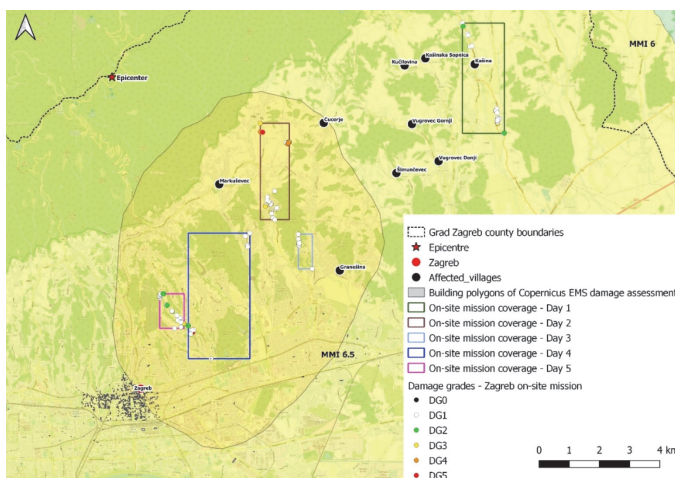 MMI 6
Kašinska Sopnica
Kučilovina
Kašina
Epicenter
Čučerje
Vugrovec Gornji
Vugrovec Donji
Šimunčevec
Markuševec
Granešina
MMI 6.5
Zagreb
Grad Zagreb county boundaries
Epicentre
Zagreb
Affected_villages
Building polygons of Copernicus EMS damage assessment
On-site mission coverage - Day 1
On-site mission coverage - Day 2
On-site mission coverage - Day 3
On-site mission coverage - Day 4
On-site mission coverage - Day 5
Damage grades - Zagreb on-site mission
DG0
DG1
DG2
DG3
DG4
DG5
0 1 2 3 4 km